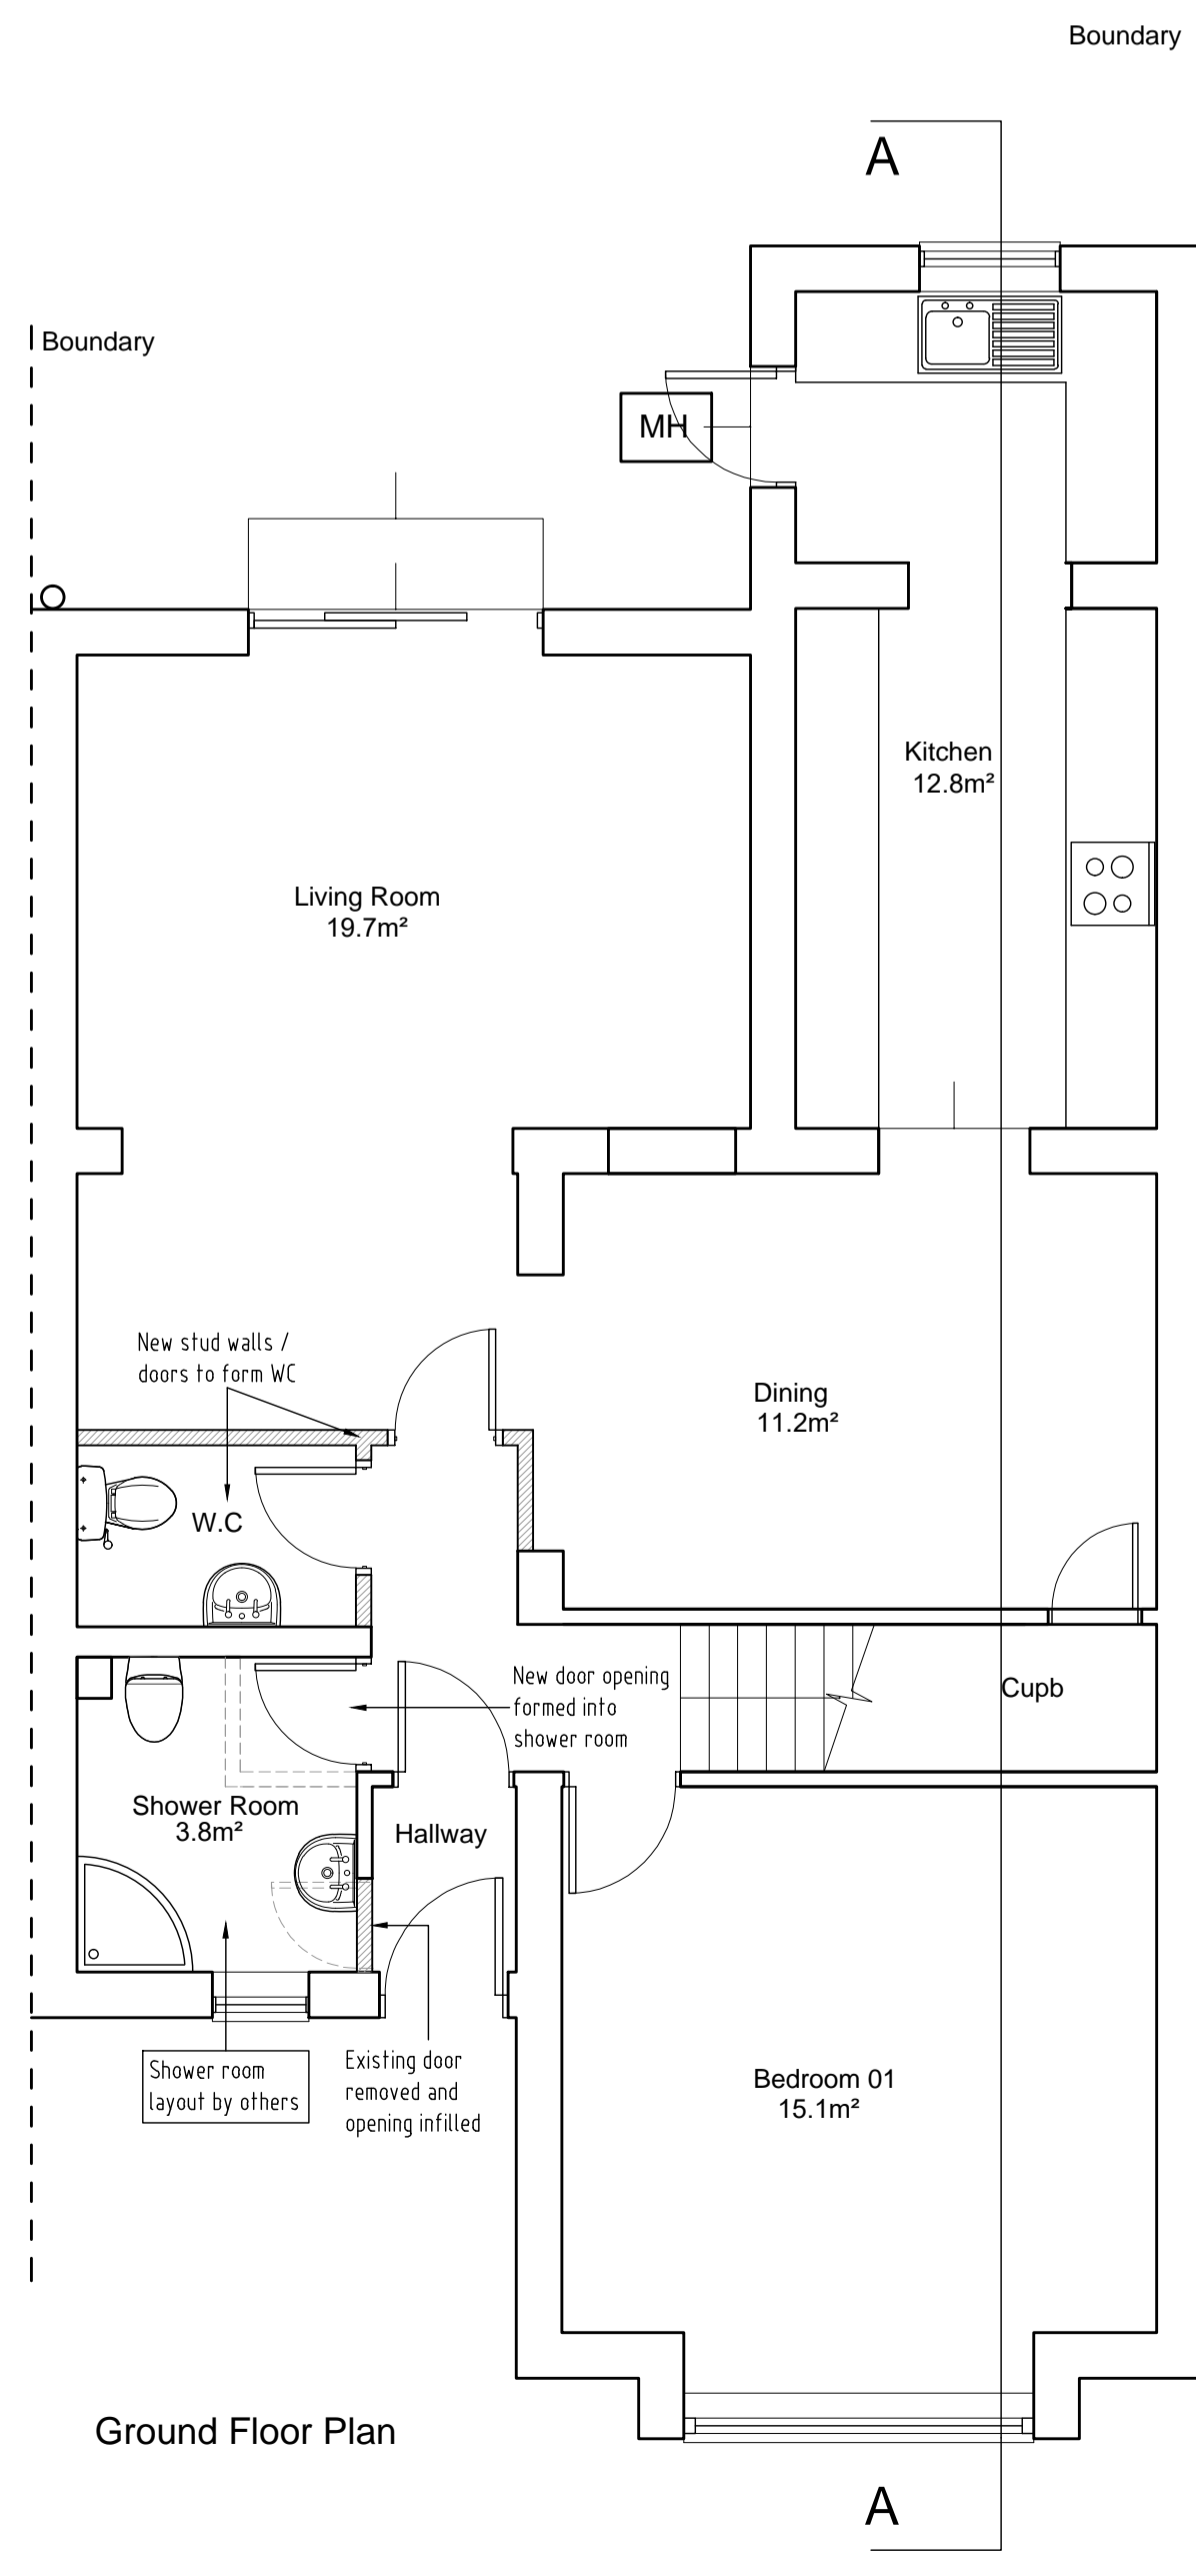 Boundary
A
Boundary
MH
Kitchen
12.8m²
Living Room
19.7m²
New stud walls /
doors to form WC
Dining
11.2m²
W.C
New door opening
formed into
shower room
Cupb
Shower Room
3.8m²
Hallway
Shower room
layout by others
Existing door
removed and
opening infilled
Bedroom 01
15.1m²
Ground Floor Plan
A